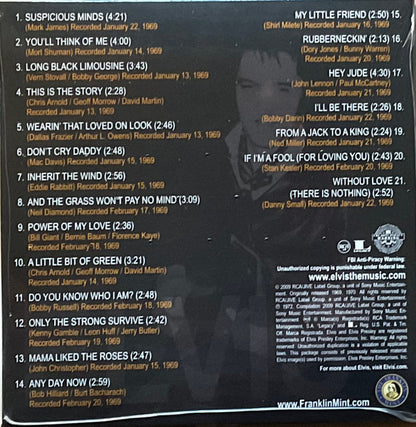 1. SUSPICIOUS MINDS (4:21)
(Mark James) Recorded January 22, 1969
2. YOU'LL THINK OF ME (4:00)
(Mort Shuman) Recorded January 14, 1969
3. LONG BLACK LIMOUSINE (3:43)
(Vern Stovall / Bobby George) Recorded January 13, 1969
4. THIS IS THE STORY (2:28)
(Chris Arnold / Geoff Morrow / David Martin)
Recorded January 13, 1969
5. WEARIN' THAT LOVED ON LOOK (2:46)
(Dallas Frazier / Arthur L. Owens) Recorded January 13, 1969
6. DON'T CRY DADDY (2:48)
(Mac Davis) Recorded January 15, 1969
7. INHERIT THE WIND (2:56)
(Eddie Rabbit) Recorded January 15, 1969
8. AND THE GRASS WON'T PAY NO MIND (3:09)
(Neil Diamond) Recorded February 17, 1969
9. POWER OF MY LOVE (2:36)
(Bill Giant / Bernie Baum / Florence Kaye)
Recorded February 18, 1969
10. A LITTLE BIT OF GREEN (3:21)
(Chris Arnold / Geoff Morrow / David Martin)
Recorded January 14, 1969
11. DO YOU KNOW WHO I AM? (2:48)
(Bobby Russell) Recorded February 18, 1969
12. ONLY THE STRONG SURVIVE (2:42)
(Kenny Gamble / Leon Huff / Jerry Butler)
Recorded February 19, 1969
13. MAMA LIKED THE ROSES (2:47)
(John Christopher) Recorded January 15, 1969
14. ANY DAY NOW (2:59)
(Bob Hilliard / Burt Bacharach)
Recorded February 20, 1969
MY LITTLE FRIEND (2:50) 15.
(Shirl Milete) Recorded January 16, 1969
RUBBERNECKIN' (2:13) 16.
(Dory Jones / Bunny Warren)
Recorded January 20, 1969
HEY JUDE (4:30) 17.
(John Lennon / Paul McCartney)
Recorded January 21, 1969
I'LL BE THERE (2:26) 18.
(Bobby Darin) Recorded January 22, 1969
FROM A JACK TO A KING (2:24) 19.
(Ned Miller) Recorded January 21, 1969
IF I'M A FOOL (FOR LOVING YOU) (2:43) 20.
(Stan Kesler) Recorded February 20, 1969
WITHOUT LOVE 21.
(THERE IS NOTHING) (2:52)
(Danny Small) Recorded January 22, 1969
RCA
FBI Anti-Piracy Warning:
Unauthorized copying is punishable under federal law.
www.elvisthemusic.com
For more about Elvis, visit Elvis.com.
www.FranklinMint.com